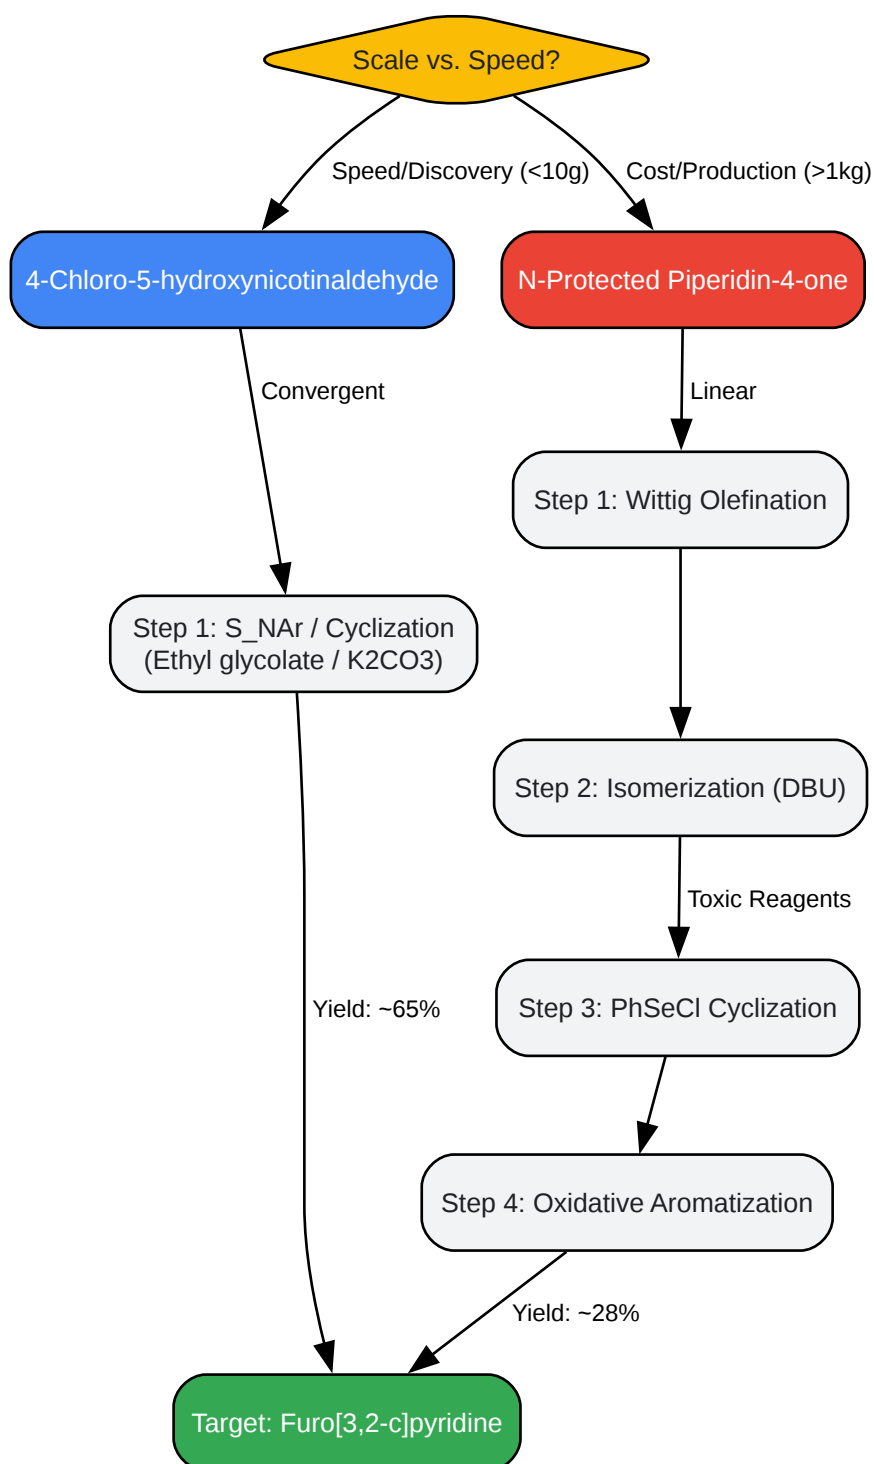 Scale vs. Speed?
Speed/Discovery (<10g)
Cost/Production (>1kg)
4-Chloro-5-hydroxynicotinaldehyde
N-Protected Piperidin-4-one
Convergent
Linear
Step 1: Wittig Olefination
Step 1: S_NAr / Cyclization
(Ethyl glycolate / K2CO3)
Step 2: Isomerization (DBU)
Toxic Reagents
Step 3: PhSeCl Cyclization
Yield: ~65%
Step 4: Oxidative Aromatization
Yield: ~28%
Target: Furo[3,2-c]pyridine